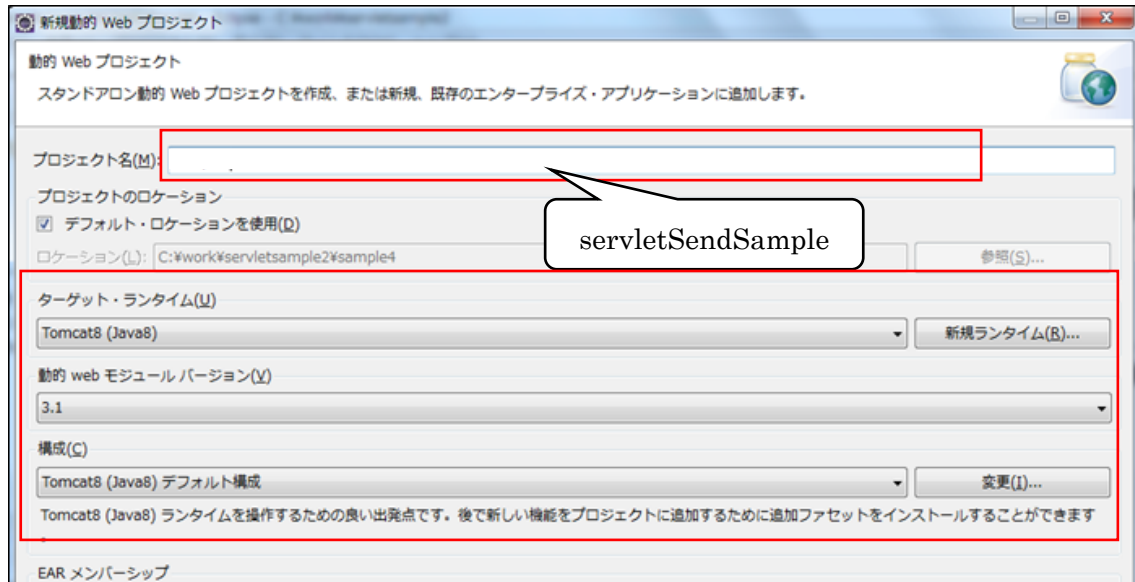 新規動的 Web プロジェクト
動的 Web プロジェクト
スタンドアロン動的 Web プロジェクトを作成、または新規、既存のエンタープライズ・アプリケーションに追加します。
プロジェクト名(M):
servletSendSample
プロジェクトのロケーション
デフォルト・ロケーションを使用(D)
ロケーション(L): C:¥work¥servletsample2¥sample4 参照(S)...
ターゲット・ランタイム(U)
Tomcat8 (Java8) 新規ランタイム(R)...
動的 web モジュール バージョン(V)
3.1
構成(C)
Tomcat8 (Java8) デフォルト構成 変更(I)...
Tomcat8 (Java8) ランタイムを操作するための良い出発点です。後で新しい機能をプロジェクトに追加するために追加ファセットをインストールすることができます
。
EAR メンバーシップ